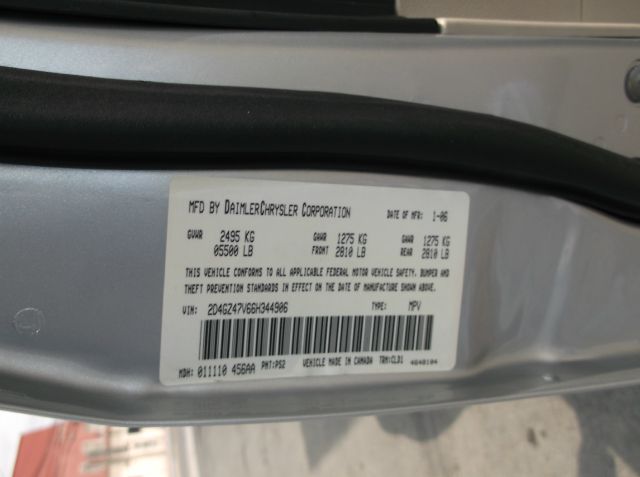 MFD BY DAIMLERCHRYSLER CORPORATION DATE OF MFR: 1-06
GVWR 2495 KG GAWR 1275 KG GAWR 1275 KG
05500 LB FRONT 2810 LB REAR 2810 LB
THIS VEHICLE CONFORMS TO ALL APPLICABLE FEDERAL MOTOR VEHICLE SAFETY, BUMPER AND
THEFT PREVENTION STANDARDS IN EFFECT ON THE DATE OF MANUFACTURE SHOWN ABOVE.
VIN: 2D4GZ47V66H344906 TYPE: MPV
MDH: 011110 456AA PNT:PS2 VEHICLE MADE IN CANADA TRM:CLD1 4648104